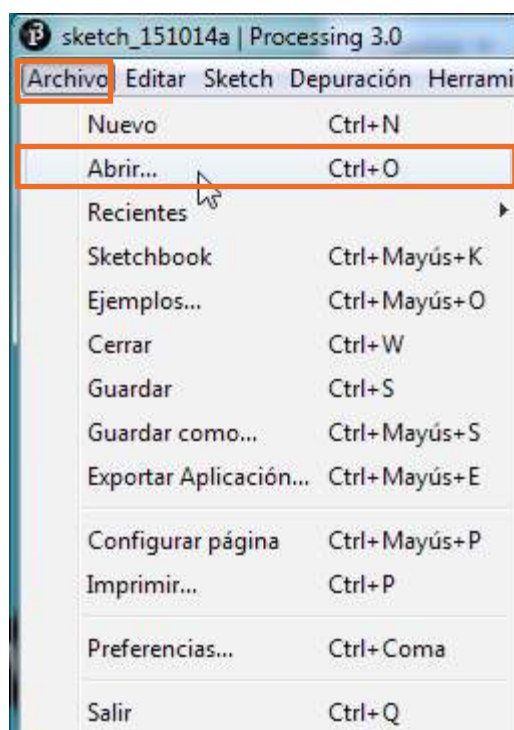 sketch_151014a | Processing 3.0
Archivo Editar Sketch Depuración Herrami
Nuevo Ctrl+N
Abrir... Ctrl+O
Recientes
Sketchbook Ctrl+Mayús+K
Ejemplos... Ctrl+Mayús+O
Cerrar Ctrl+W
Guardar Ctrl+S
Guardar como... Ctrl+Mayús+S
Exportar Aplicación... Ctrl+Mayús+E
Configurar página Ctrl+Mayús+P
Imprimir... Ctrl+P
Preferencias... Ctrl+Coma
Salir Ctrl+Q